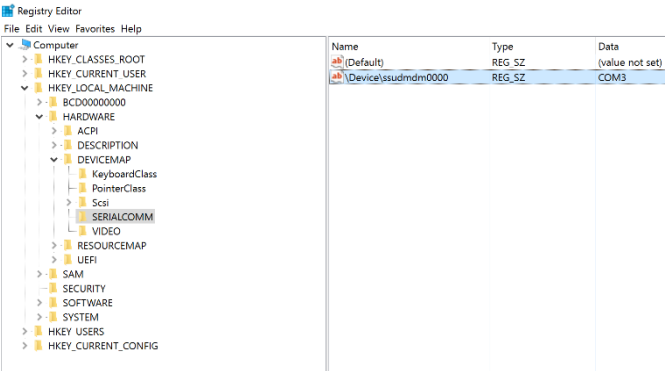 Registry Editor
File Edit View Favorites Help
Computer
HKEY_CLASSES_ROOT
HKEY_CURRENT_USER
HKEY_LOCAL_MACHINE
BCD00000000
HARDWARE
ACPI
DESCRIPTION
DEVICEMAP
KeyboardClass
PointerClass
Scsi
SERIALCOMM
VIDEO
RESOURCEMAP
UEFI
SAM
SECURITY
SOFTWARE
SYSTEM
HKEY_USERS
HKEY_CURRENT_CONFIG
Name Type Data
ab (Default) REG_SZ (value not set)
ab \Device\ssudmdm0000 REG_SZ COM3